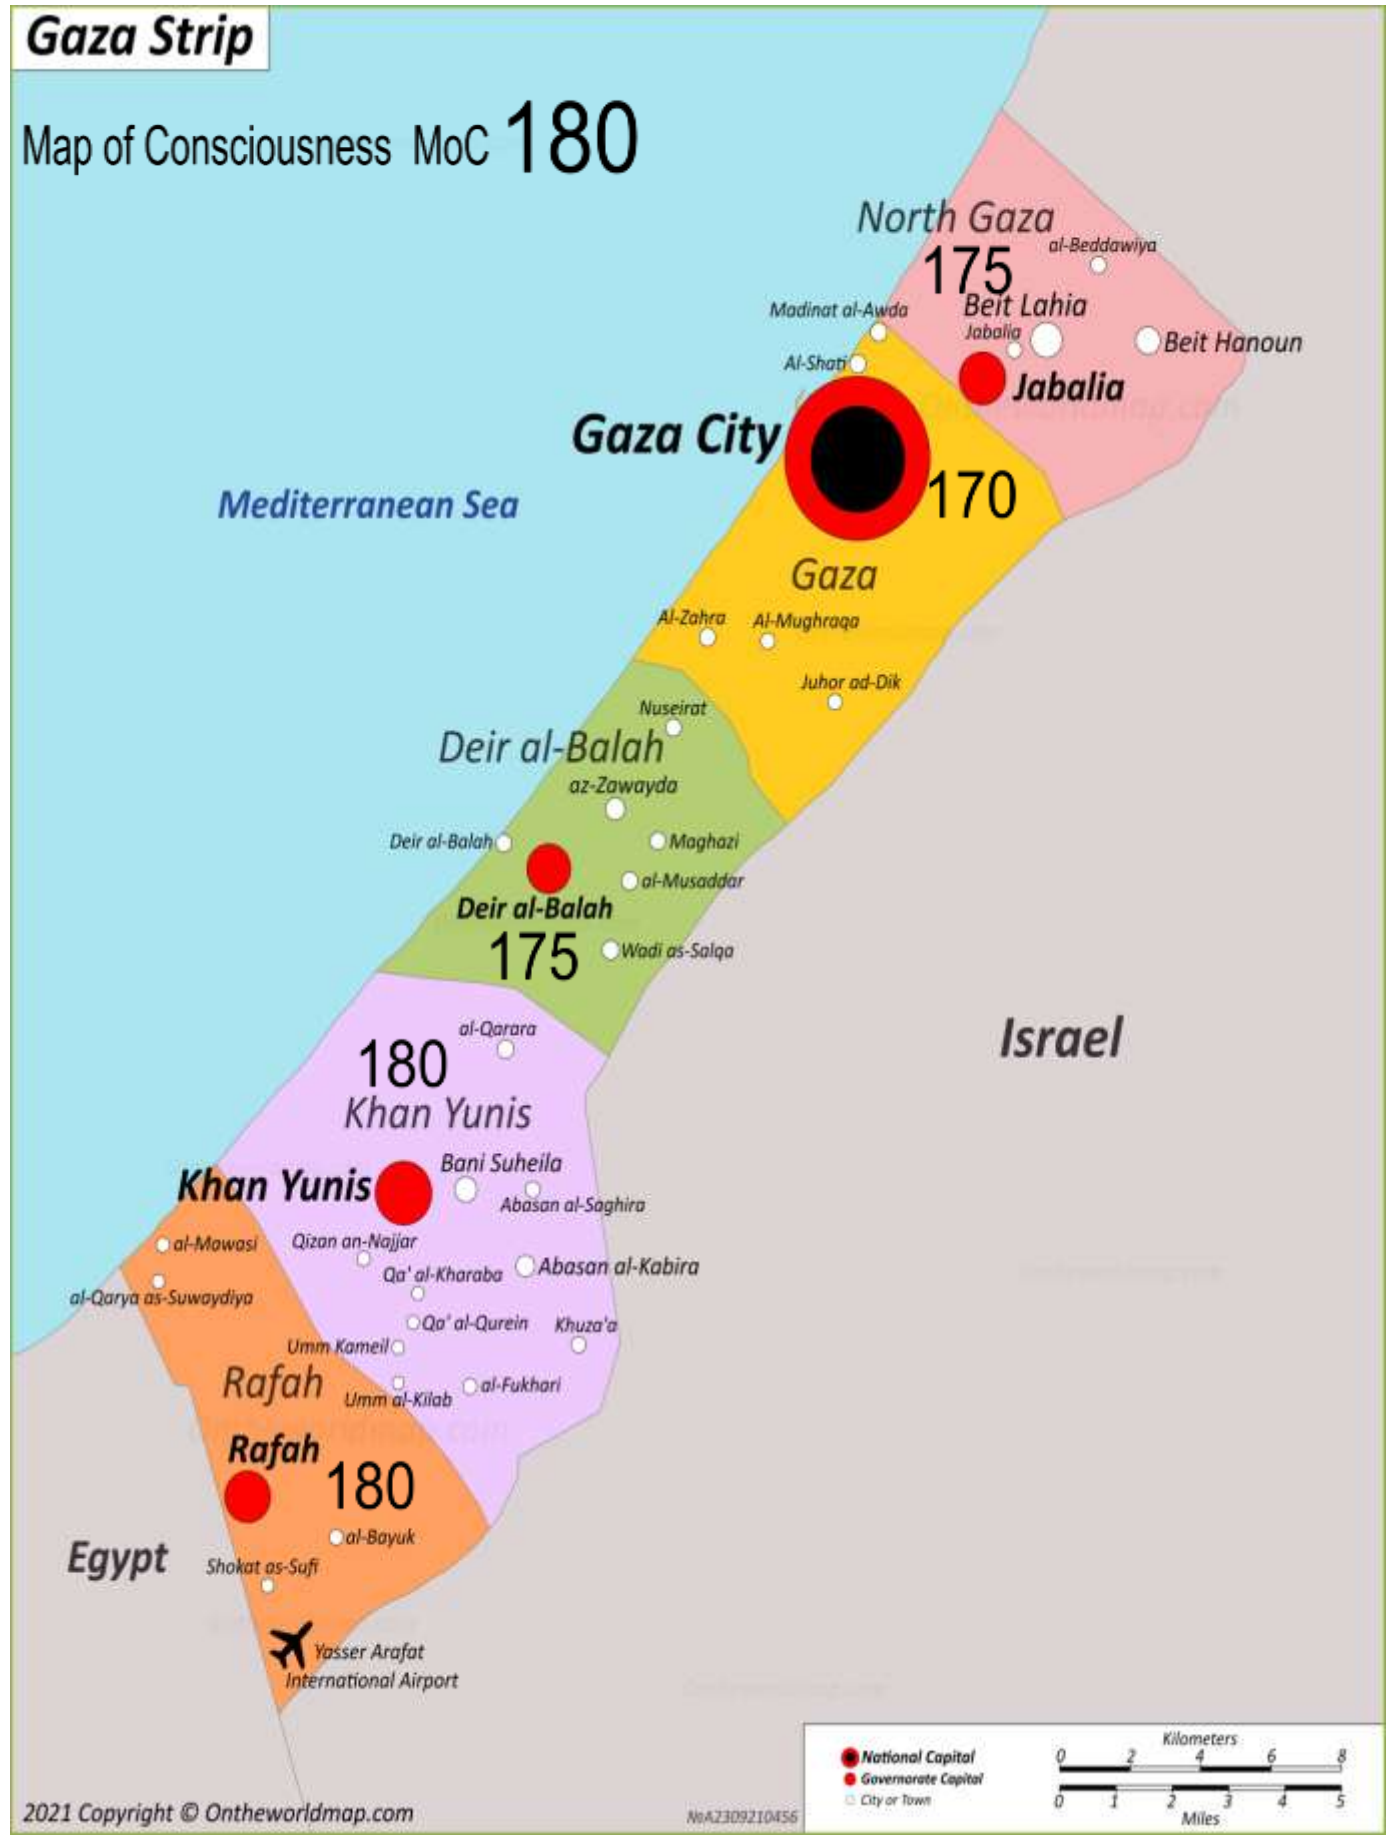 Gaza Strip
Map of Consciousness MoC 180
North Gaza
al-Beddawiya
175
Beit Lahia
Madinat al-Awda
Jabalia
Beit Hanoun
Al-Shati
Jabalia
Gaza City
170
Mediterranean Sea
Gaza
Al-Zahra
Al-Mughraqa
Juhor ad-Dik
Nuseirat
Deir al-Balah
az-Zawayda
Deir al-Balah
Maghazi
al-Musaddar
Deir al-Balah
175
Wadi as-Salqa
al-Qarara
Israel
180
Khan Yunis
Bani Suheila
Khan Yunis
Abasan al-Saghira
al-Mawasi
Qizan an-Najjar
Abasan al-Kabira
Qa' al-Kharaba
al-Qarya as-Suwaydiya
Qa' al-Qurein
Khuza'a
Umm Kameil
Rafah
al-Fukhari
Umm al-Kilab
Rafah
180
al-Bayuk
Egypt
Shokat as-Sufi
Yasser Arafat
International Airport
National Capital
Governorate Capital
City or Town
Kilometers
0 2 4 6 8
0 1 2 3 4 5
Miles
2021 Copyright © Ontheworldmap.com
№A2309210456